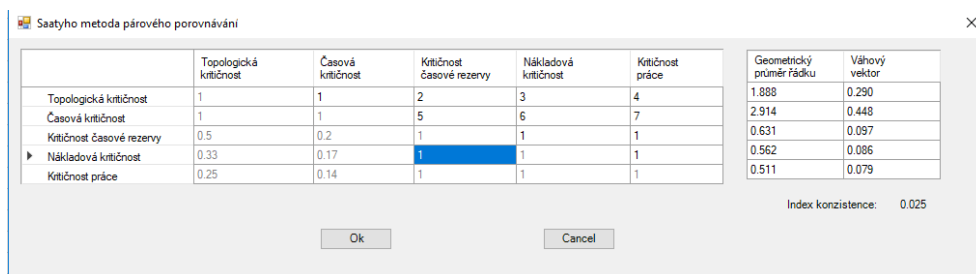 Saatyho metoda párového porovnávání
Topologická kritičnost Časová kritičnost Kritičnost časové rezervy Nákladová kritičnost Kritičnost práce Geometrický průměr řádku Váhový vektor
Topologická kritičnost 1 1 2 3 4 1.888 0.290
Časová kritičnost 1 1 5 6 7 2.914 0.448
Kritičnost časové rezervy 0.5 0.2 1 1 1 0.631 0.097
Nákladová kritičnost 0.33 0.17 1 1 1 0.562 0.086
Kritičnost práce 0.25 0.14 1 1 1 0.511 0.079
Index konzistence: 0.025
Ok Cancel